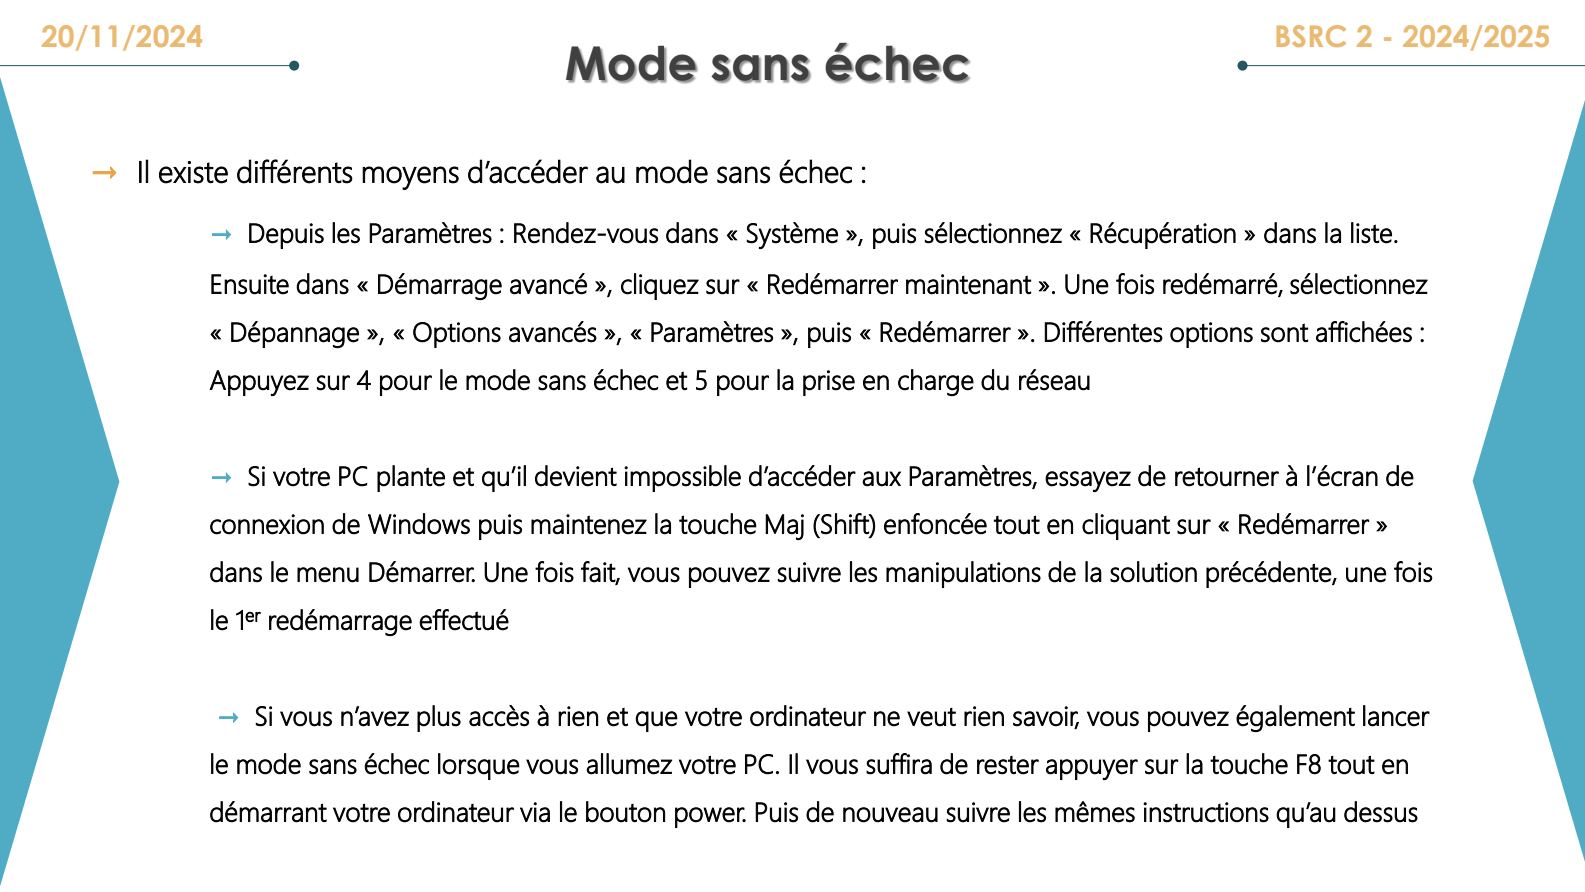 20/11/2024
BSRC 2 - 2024/2025
Mode sans échec
→ Il existe différents moyens d’accéder au mode sans échec :
→ Depuis les Paramètres : Rendez-vous dans « Système », puis sélectionnez « Récupération » dans la liste.
Ensuite dans « Démarrage avancé », cliquez sur « Redémarrer maintenant ». Une fois redémarré, sélectionnez
« Dépannage », « Options avancés », « Paramètres », puis « Redémarrer ». Différentes options sont affichées :
Appuyez sur 4 pour le mode sans échec et 5 pour la prise en charge du réseau
→ Si votre PC plante et qu’il devient impossible d’accéder aux Paramètres, essayez de retourner à l’écran de
connexion de Windows puis maintenez la touche Maj (Shift) enfoncée tout en cliquant sur « Redémarrer »
dans le menu Démarrer. Une fois fait, vous pouvez suivre les manipulations de la solution précédente, une fois
le 1er redémarrage effectué
→ Si vous n’avez plus accès à rien et que votre ordinateur ne veut rien savoir, vous pouvez également lancer
le mode sans échec lorsque vous allumez votre PC. Il vous suffira de rester appuyer sur la touche F8 tout en
démarrant votre ordinateur via le bouton power. Puis de nouveau suivre les mêmes instructions qu’au dessus